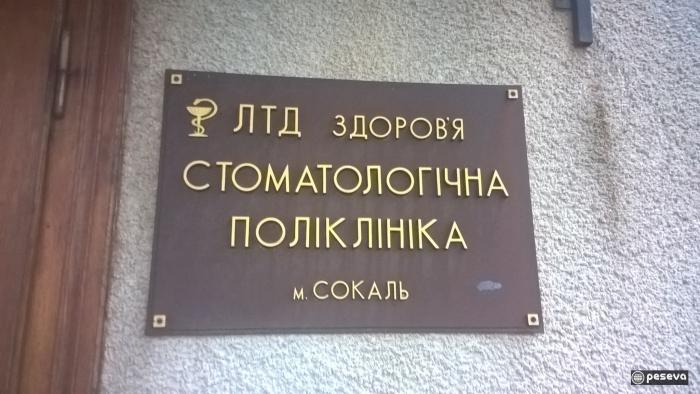 ЛТД ЗДОРОВ'Я
СТОМАТОЛОГІЧНА
ПОЛІКЛІНІКА
м. СОКАЛЬ
peseva